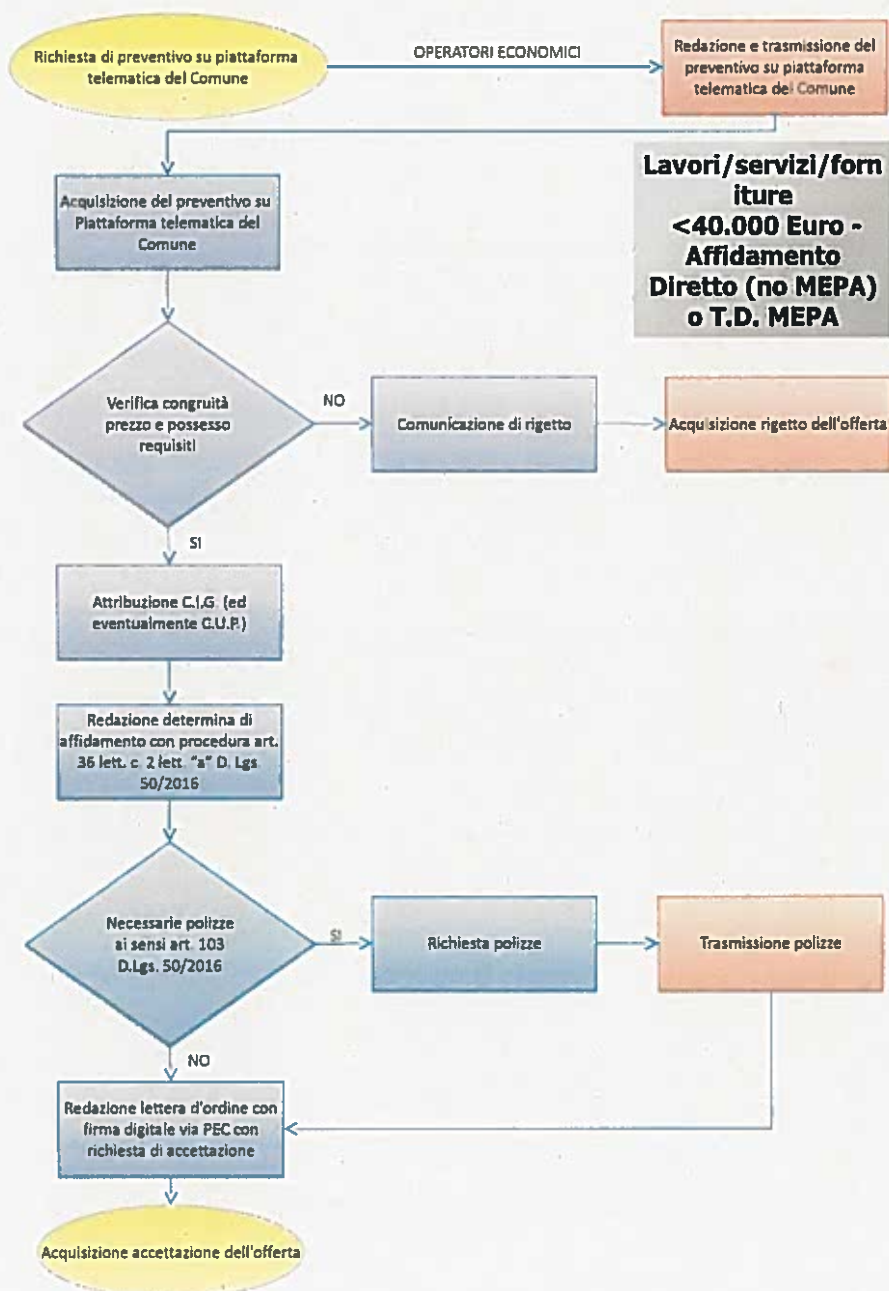 Richiesta di preventivo su piattaforma
telematica del Comune
OPERATORI ECONOMICI
Redazione e trasmissione del
preventivo su piattaforma
telematica del Comune
Lavori/servizi/forn
iture
<40.000 Euro -
Affidamento
Diretto (no MEPA)
o T.D. MEPA
Acquisizione del preventivo su
Piattaforma telematica del
Comune
Verifica congruità
prezzo e possesso
requisiti
NO
Comunicazione di rigetto
Acquisizione rigetto dell'offerta
SI
Attribuzione C.I.G. (ed
eventualmente C.U.P.)
Redazione determina di
affidamento con procedura art.
36 lett. c. 2 lett. "a" D. Lgs.
50/2016
Necessarie polizze
ai sensi art. 103
D.Lgs. 50/2016
SI
Richiesta polizze
Trasmissione polizze
NO
Redazione lettera d'ordine con
firma digitale via PEC con
richiesta di accettazione
Acquisizione accettazione dell'offerta